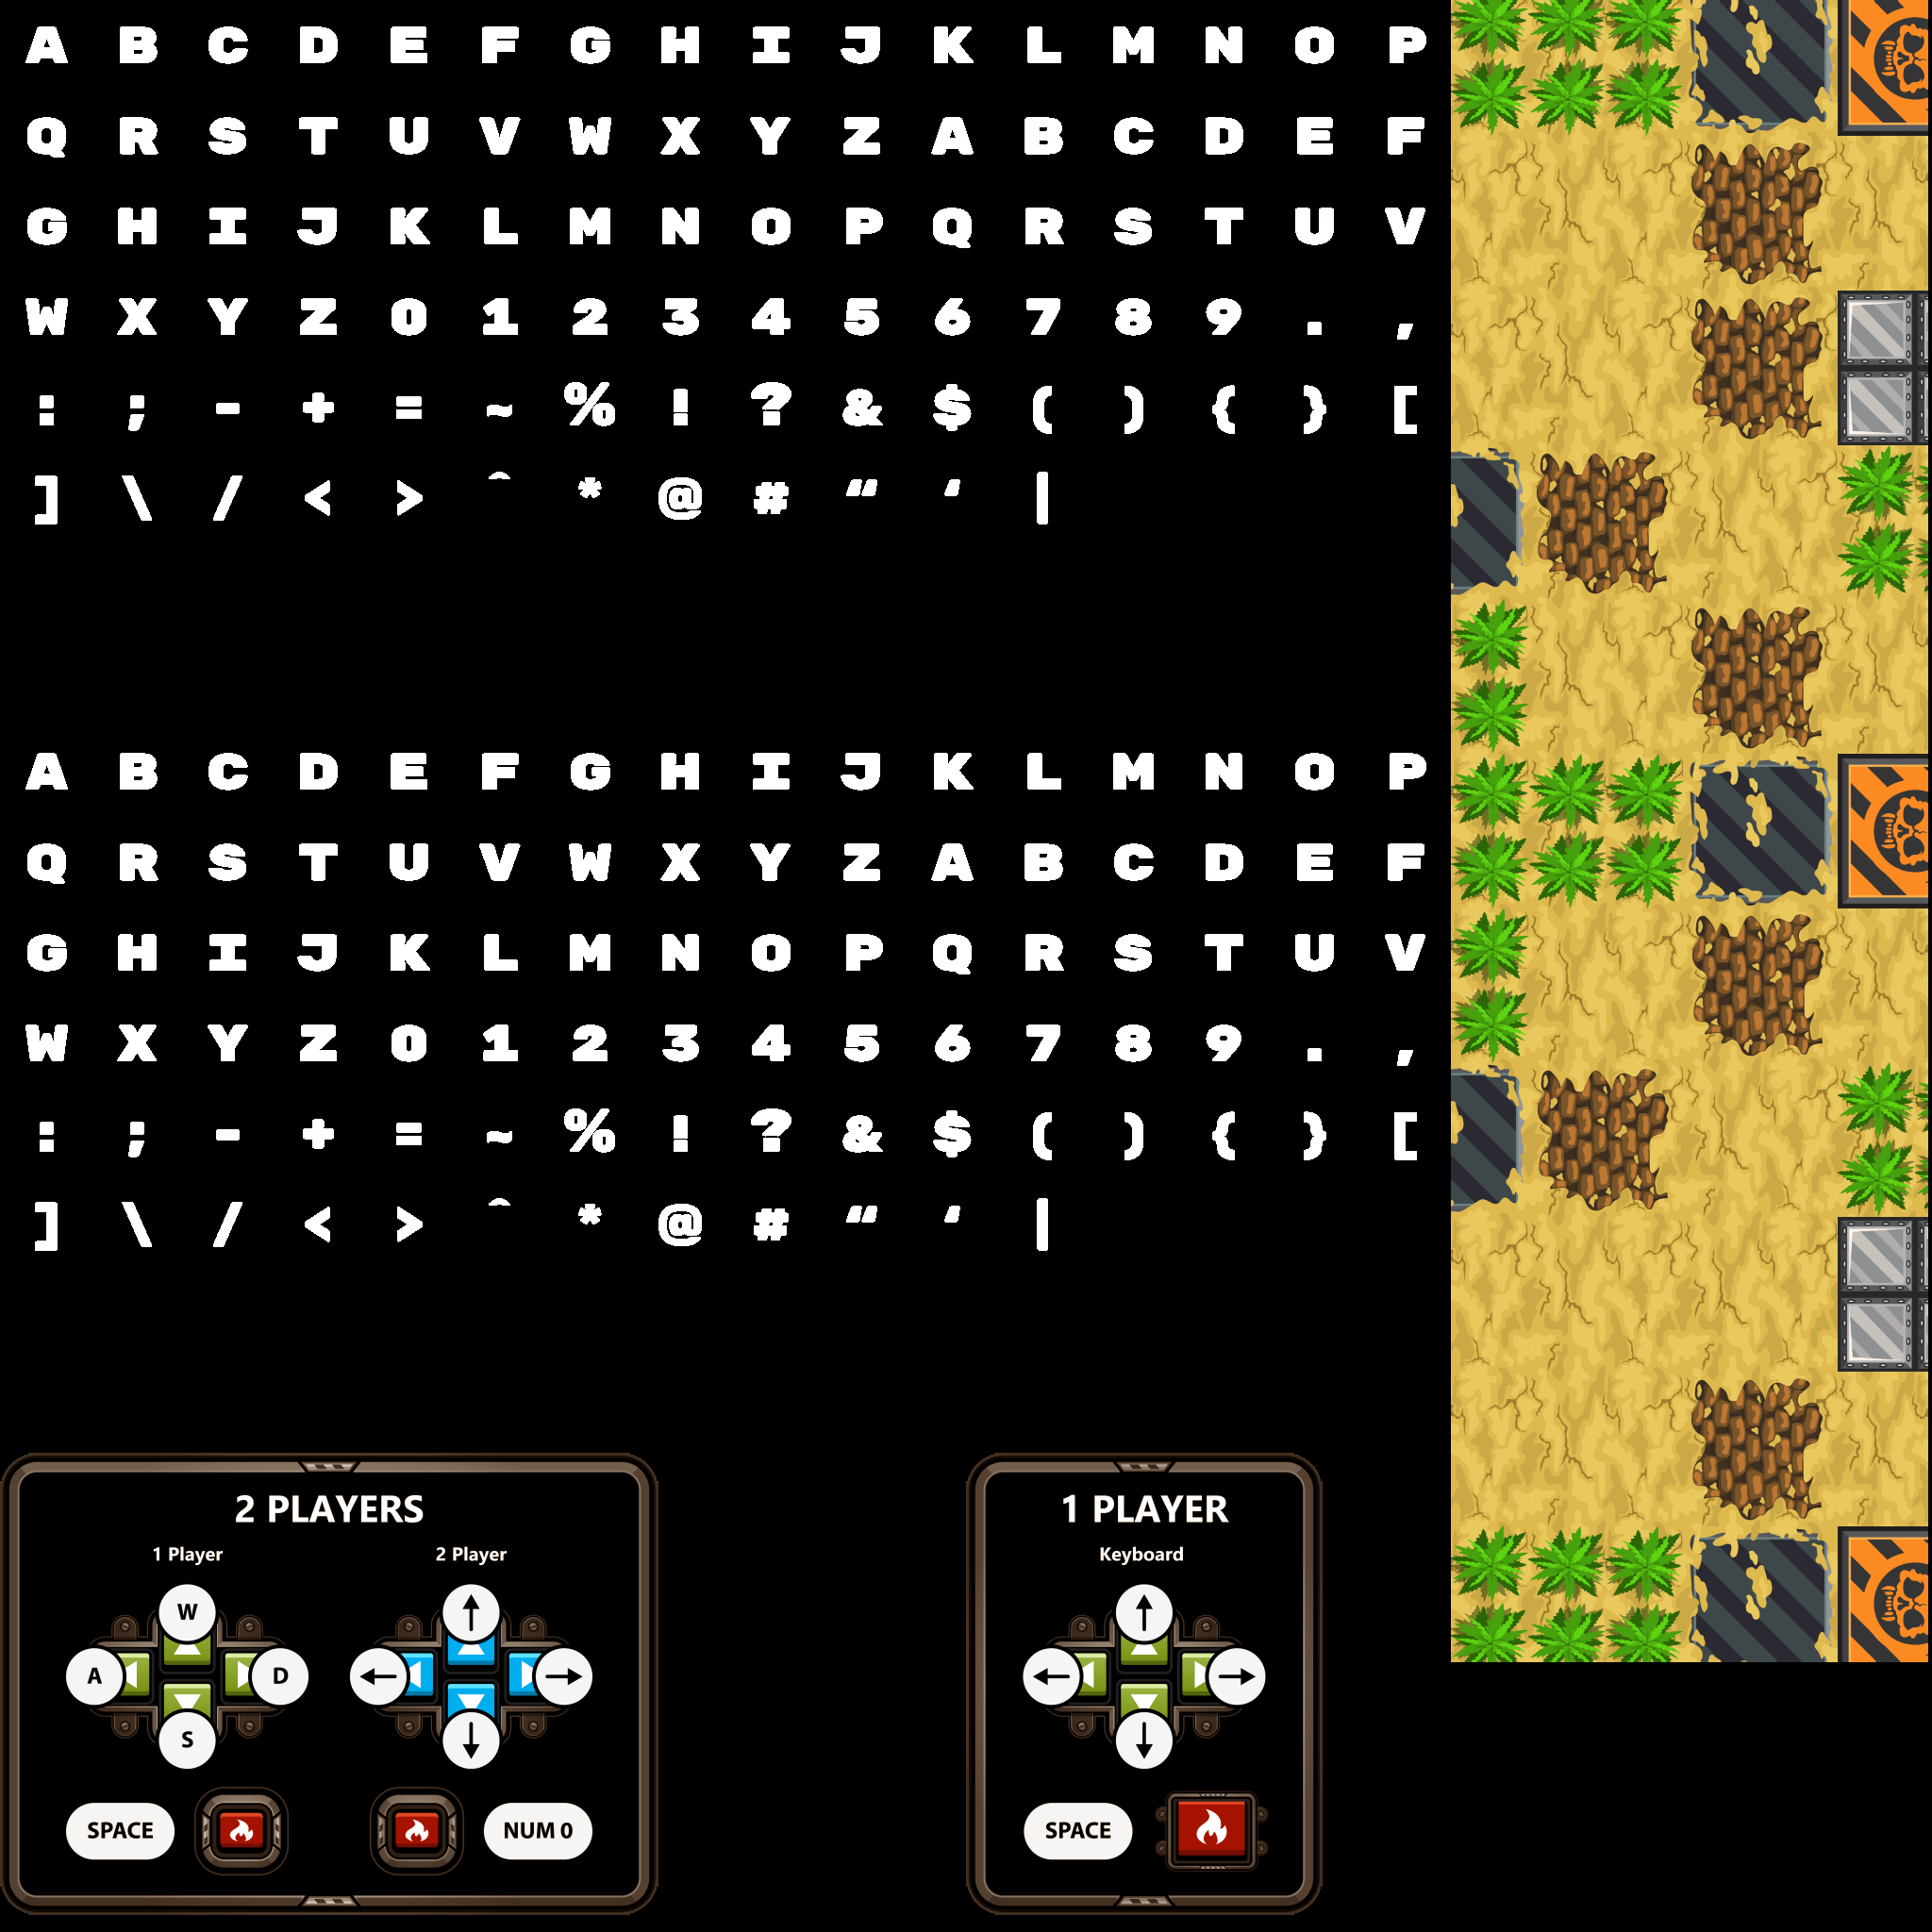 A B C D E F G H I J K L M N O P
Q R S T U V W X Y Z A B C D E F
G H I J K L M N O P Q R S T U V
W X Y Z 0 1 2 3 4 5 6 7 8 9 . ,
: ; - + = ~ % ! ? & $ ( ) { } [
] \ / < > ^ * @ # " ' |
A B C D E F G H I J K L M N O P
Q R S T U V W X Y Z A B C D E F
G H I J K L M N O P Q R S T U V
W X Y Z 0 1 2 3 4 5 6 7 8 9 . ,
: ; - + = ~ % ! ? & $ ( ) { } [
] \ / < > ^ * @ # " ' |
2 PLAYERS
1 Player
2 Player
W
↑
A
D
←
→
S
↓
SPACE
NUM 0
1 PLAYER
Keyboard
↑
←
→
↓
SPACE